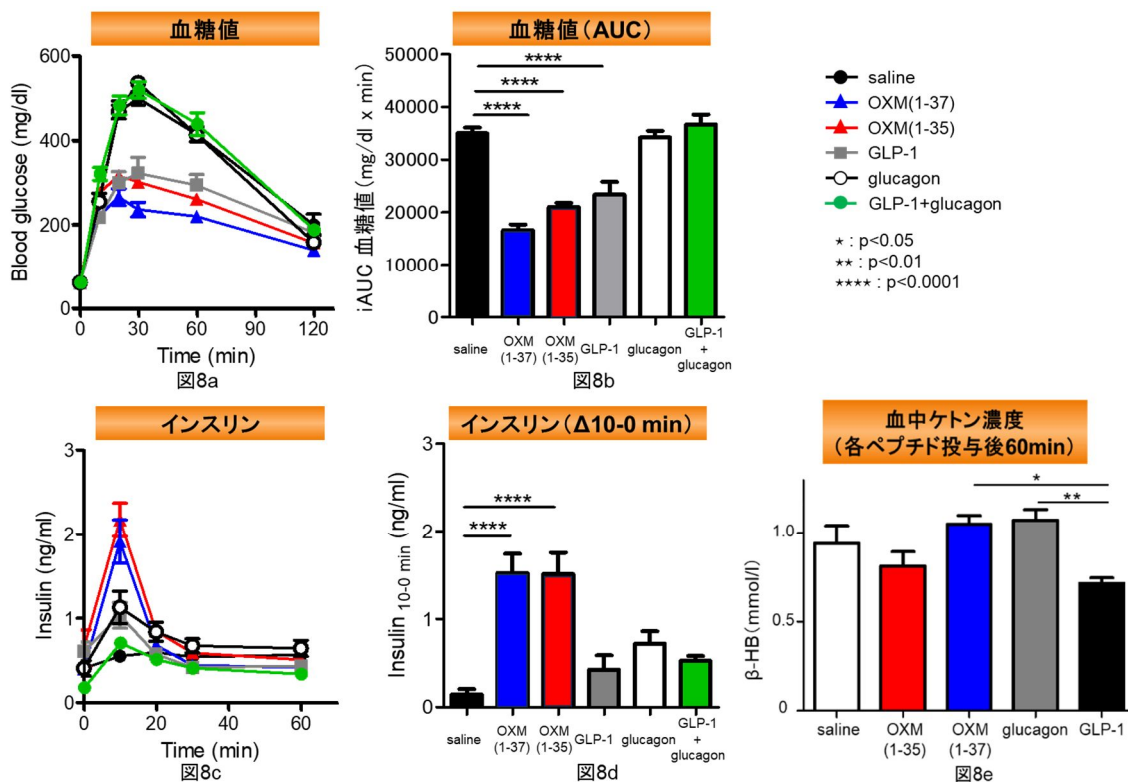 血糖値
600
400
200
0
Blood glucose (mg/dl)
0 30 60 90 120
Time (min)
図8a
血糖値(AUC)
50000
40000
30000
20000
10000
0
iAUC 血糖値(mg/dl x min)
****
****
****
saline
OXM
(1-37)
OXM
(1-35)
GLP-1
glucagon
GLP-1
+
glucagon
図8b
saline
OXM(1-37)
OXM(1-35)
GLP-1
glucagon
GLP-1+glucagon
* : p<0.05
** : p<0.01
**** : p<0.0001
インスリン
3
2
1
0
Insulin (ng/ml)
0 20 40 60
Time (min)
図8c
インスリン(Δ10-0 min)
3
2
1
0
Insulin 10-0 min (ng/ml)
****
****
saline
OXM
(1-37)
OXM
(1-35)
GLP-1
glucagon
GLP-1
+
glucagon
図8d
血中ケトン濃度
(各ペプチド投与後60min)
*
**
1.0
0.5
0
β-HB(mmol/l)
saline
OXM
(1-35)
OXM
(1-37)
glucagon
GLP-1
図8e